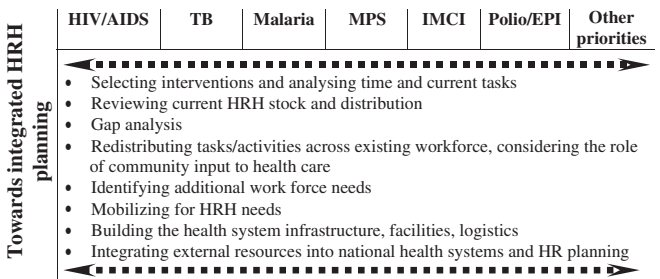 HIV/AIDS TB Malaria MPS IMCI Polio/EPI Other
priorities
Towards integrated HRH
planning
• Selecting interventions and analysing time and current tasks
• Reviewing current HRH stock and distribution
• Gap analysis
• Redistributing tasks/activities across existing workforce, considering the role
of community input to health care
• Identifying additional work force needs
• Mobilizing for HRH needs
• Building the health system infrastructure, facilities, logistics
• Integrating external resources into national health systems and HR planning